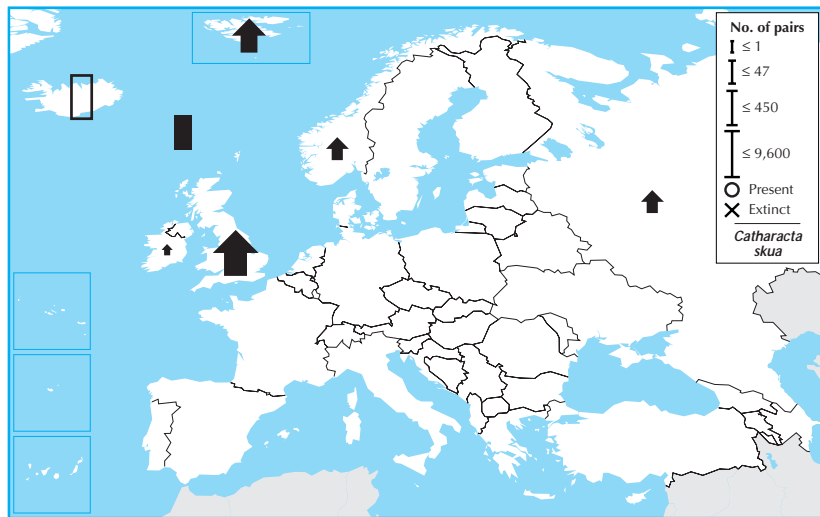 No. of pairs
≤ 1
≤ 47
≤ 450
≤ 9,600
Present
Extinct
Catharacta
skua